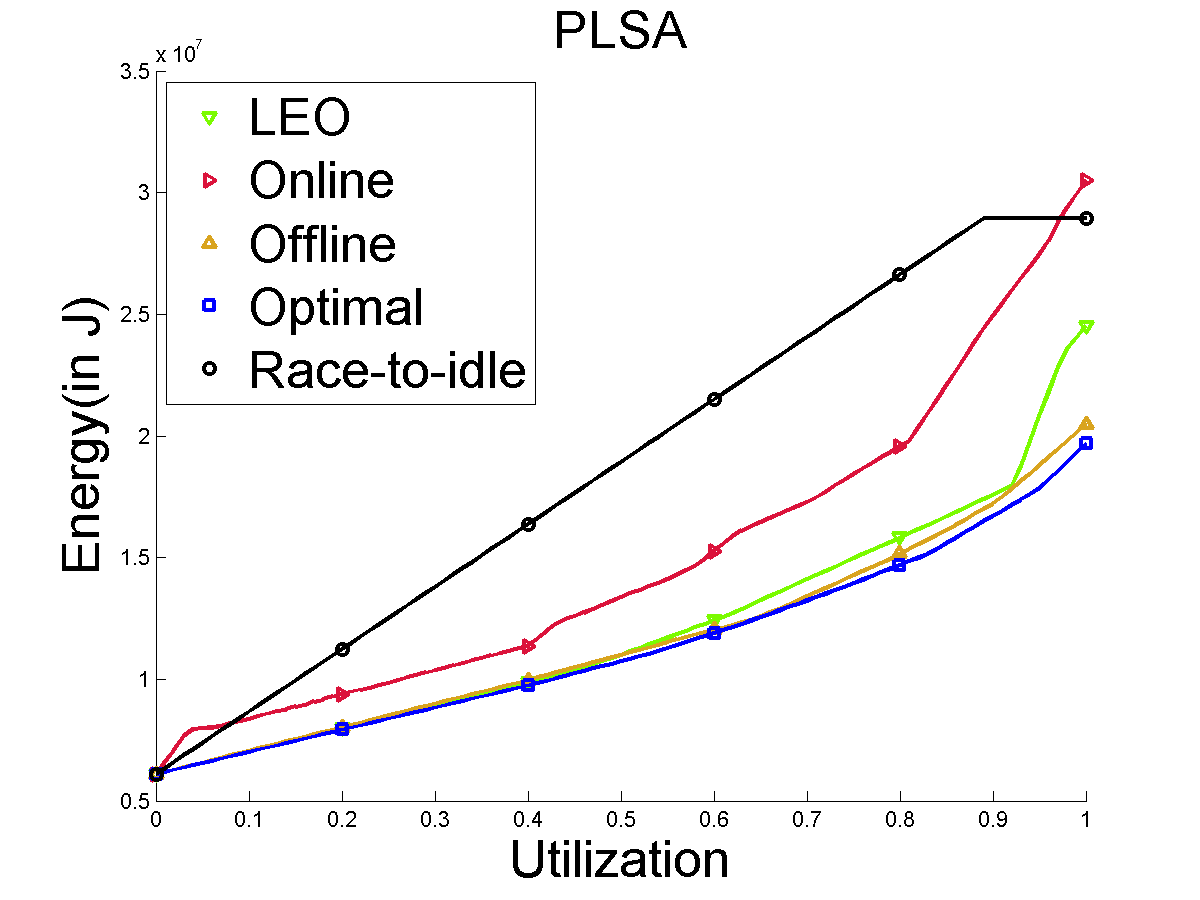 PLSA
x 10^7
3.5
3
2.5
2
1.5
1
0.5
Energy(in J)
LEO
Online
Offline
Optimal
Race-to-idle
0 0.1 0.2 0.3 0.4 0.5 0.6 0.7 0.8 0.9 1
Utilization